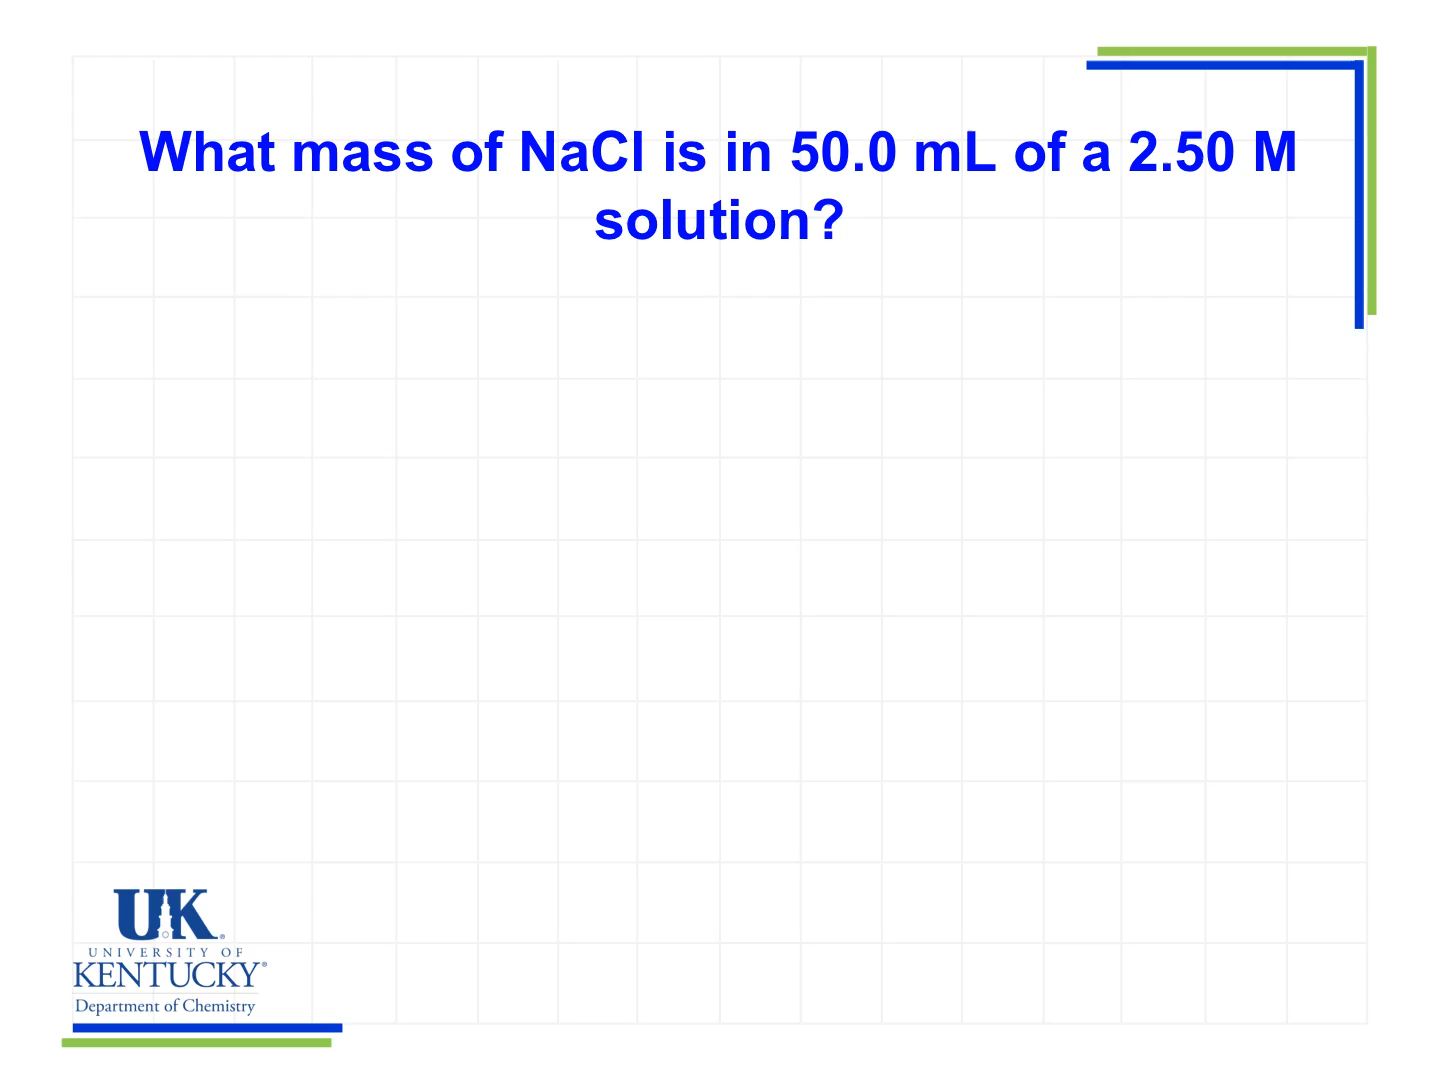 What mass of NaCl is in 50.0 mL of a 2.50 M
solution?
UK®
UNIVERSITY OF
KENTUCKY®
Department of Chemistry